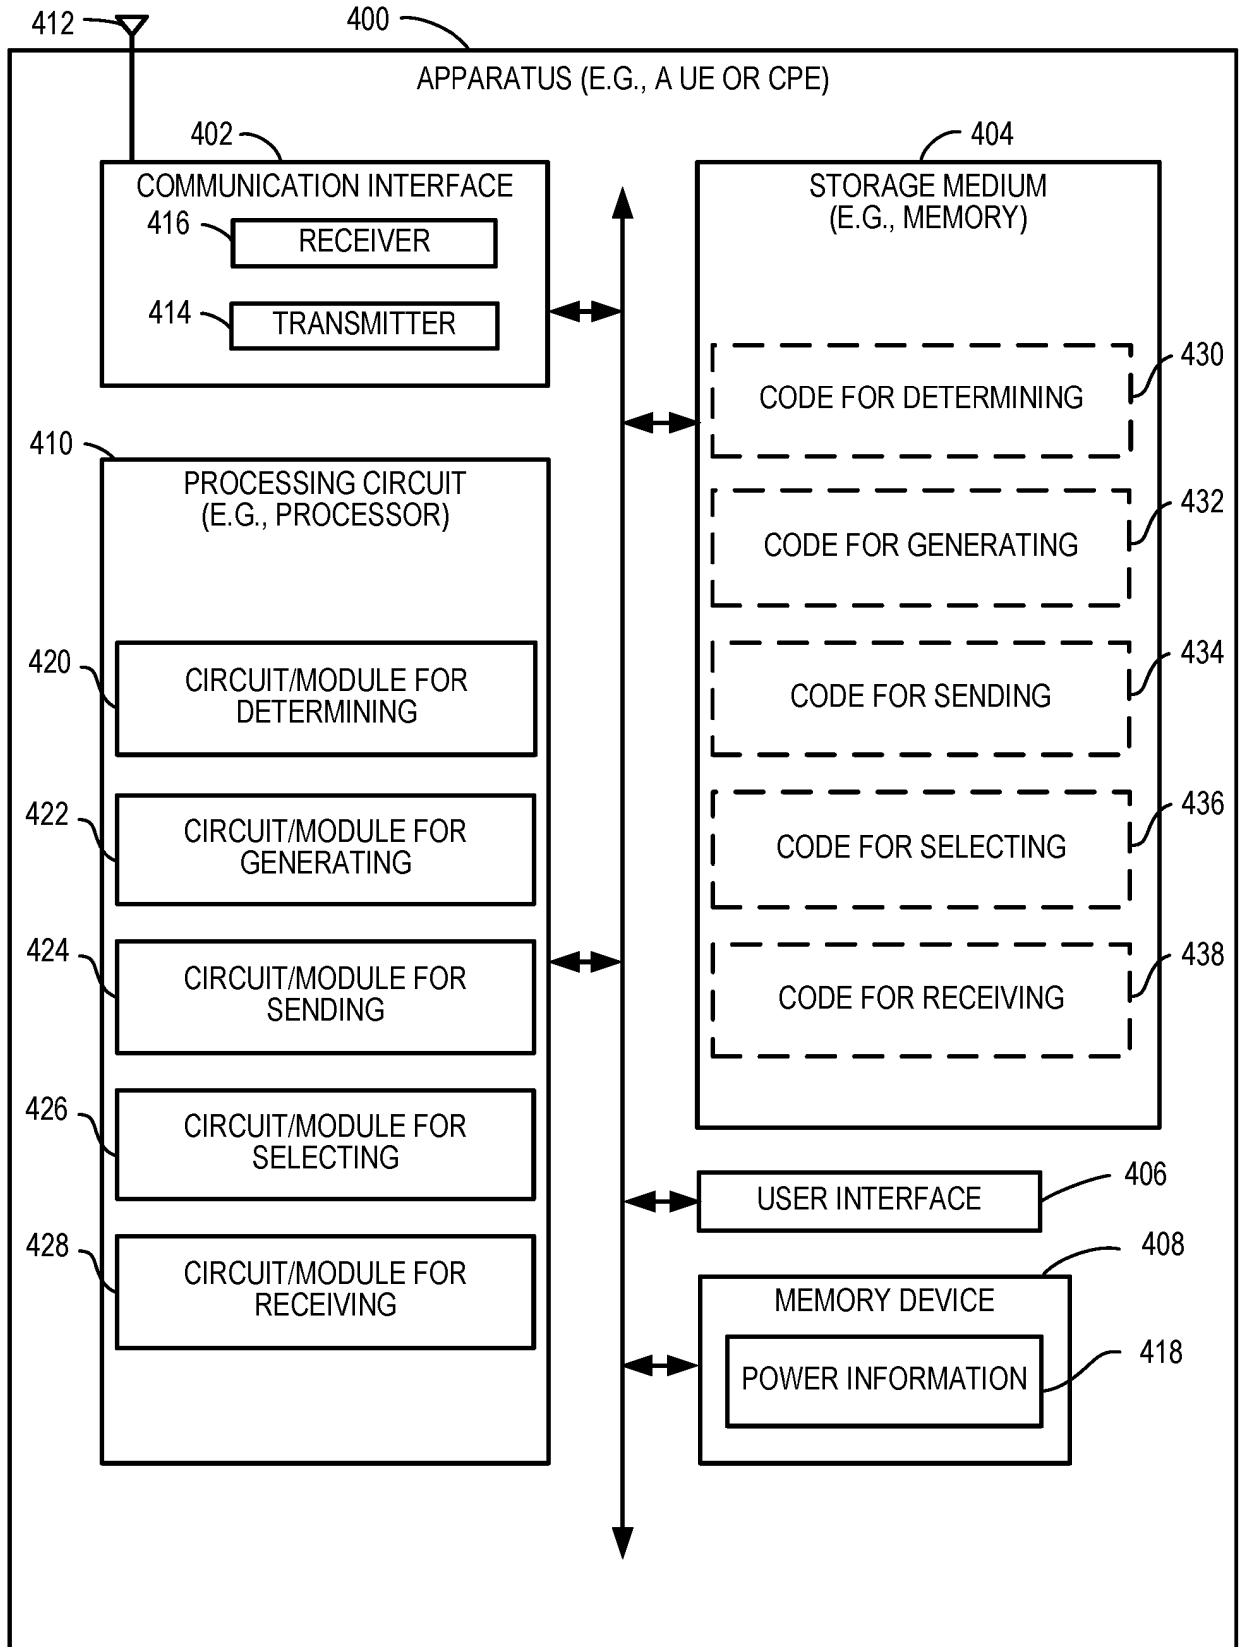 412
400
APPARATUS (E.G., A UE OR CPE)
402
COMMUNICATION INTERFACE
416
RECEIVER
414
TRANSMITTER
404
STORAGE MEDIUM
(E.G., MEMORY)
430
CODE FOR DETERMINING
432
CODE FOR GENERATING
434
CODE FOR SENDING
436
CODE FOR SELECTING
438
CODE FOR RECEIVING
410
PROCESSING CIRCUIT
(E.G., PROCESSOR)
420
CIRCUIT/MODULE FOR
DETERMINING
422
CIRCUIT/MODULE FOR
GENERATING
424
CIRCUIT/MODULE FOR
SENDING
426
CIRCUIT/MODULE FOR
SELECTING
428
CIRCUIT/MODULE FOR
RECEIVING
406
USER INTERFACE
408
MEMORY DEVICE
418
POWER INFORMATION